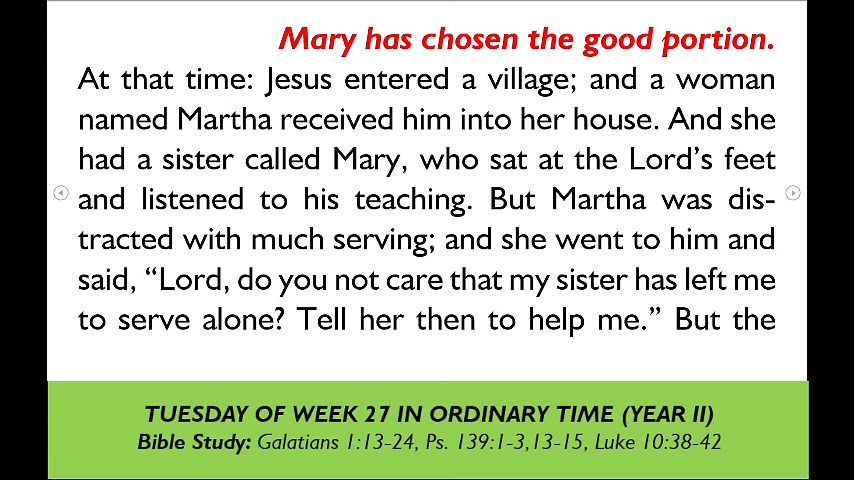 Mary has chosen the good portion.
At that time: Jesus entered a village; and a woman
named Martha received him into her house. And she
had a sister called Mary, who sat at the Lord’s feet
and listened to his teaching. But Martha was dis-
tracted with much serving; and she went to him and
said, “Lord, do you not care that my sister has left me
to serve alone? Tell her then to help me.” But the
TUESDAY OF WEEK 27 IN ORDINARY TIME (YEAR II)
Bible Study: Galatians 1:13-24, Ps. 139:1-3,13-15, Luke 10:38-42